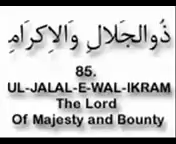 ذُوالجَلَالِ وَالإِكرَامِ
85.
UL-JALAL-E-WAL-IKRAM
The Lord
Of Majesty and Bounty